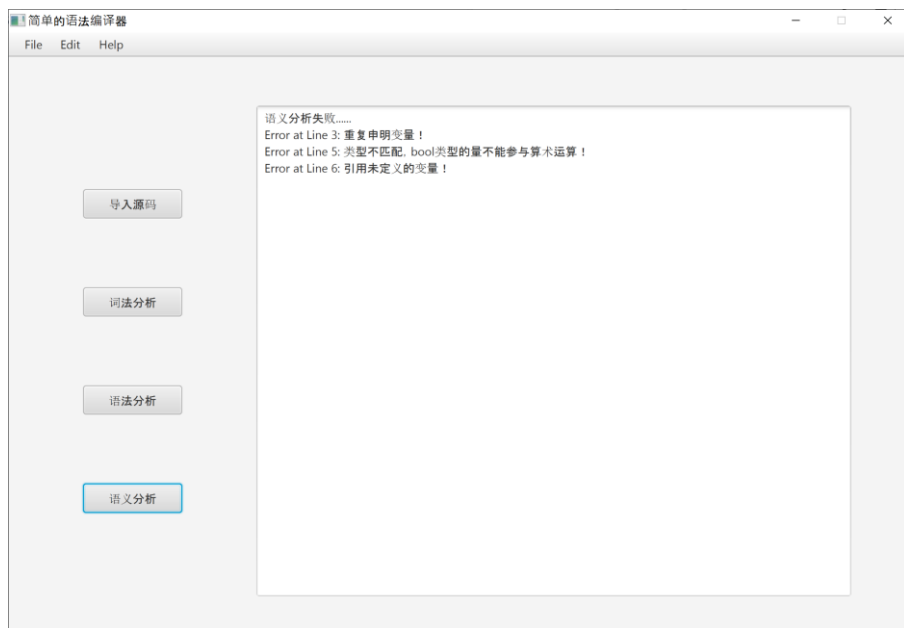 简单的语法编译器
File Edit Help
语义分析失败......
Error at Line 3: 重复申明变量！
Error at Line 5: 类型不匹配, bool类型的量不能参与算术运算！
Error at Line 6: 引用未定义的变量！
导入源码
词法分析
语法分析
语义分析